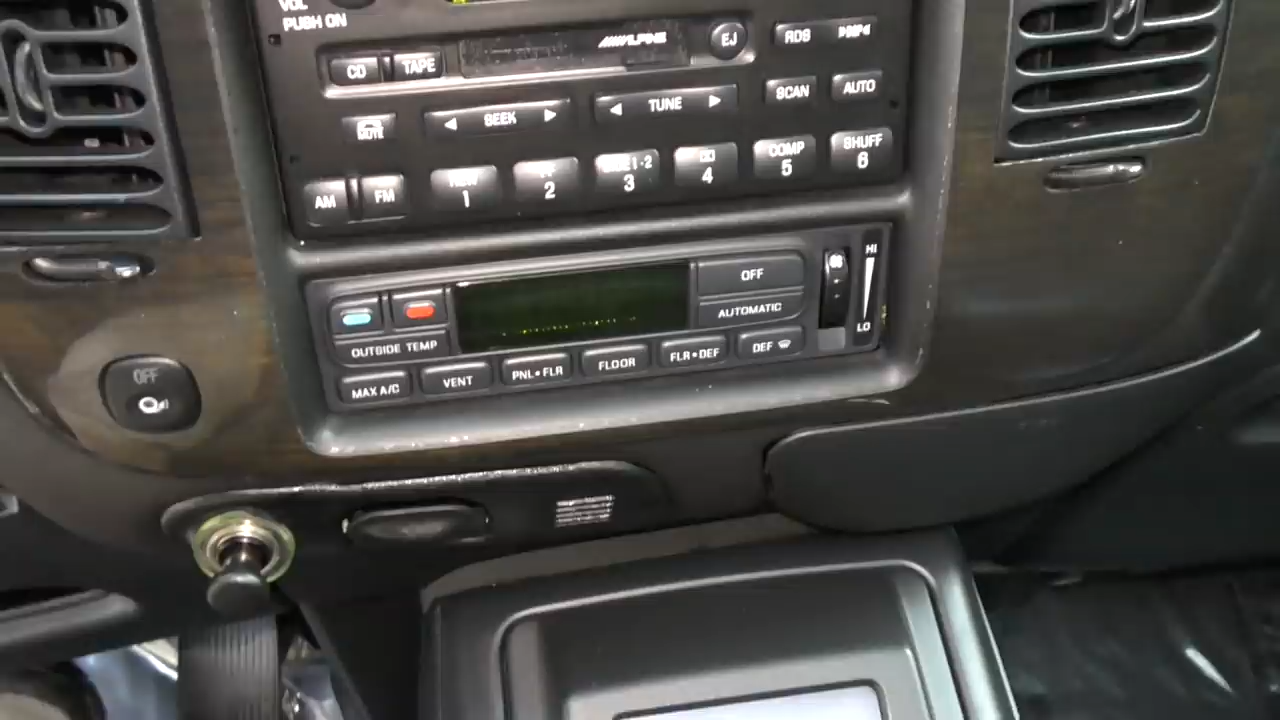 VOL
PUSH ON
ALPINE
EJ
RDS
CD
TAPE
SCAN
AUTO
SEEK
TUNE
MUTE
COMP
SHUFF
1
2
3
4
5
6
AM
FM
OFF
AUTOMATIC
HI
LO
OUTSIDE TEMP
MAX A/C
VENT
PNL•FLR
FLOOR
FLR•DEF
DEF
OFF